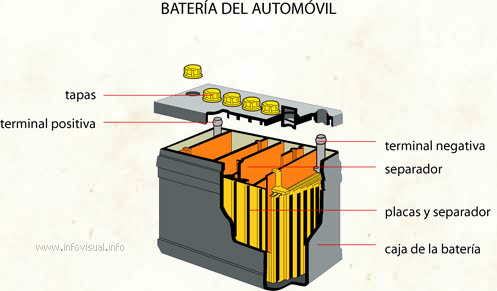 BATERÍA DEL AUTOMÓVIL
tapas
terminal positiva
terminal negativa
separador
placas y separador
caja de la batería
www.infovisual.info